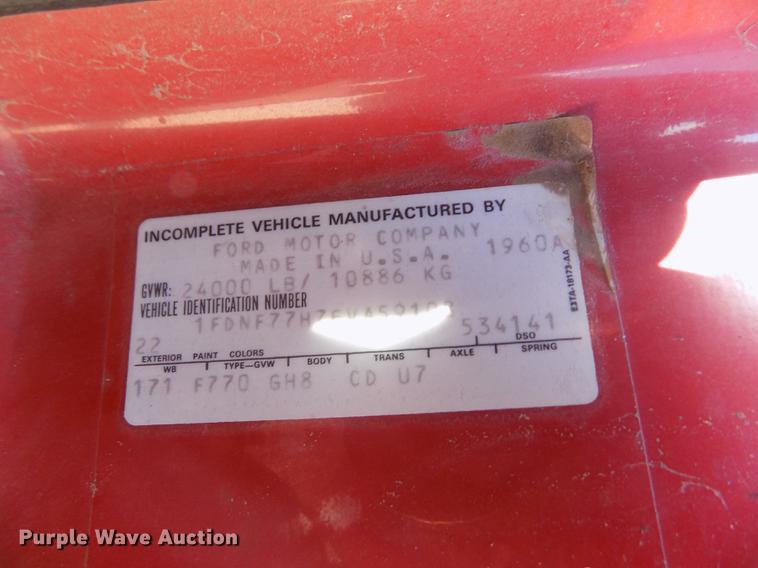 INCOMPLETE VEHICLE MANUFACTURED BY
FORD MOTOR COMPANY
MADE IN U.S.A. 1960A
GVWR: 24000 LB/ 10886 KG
VEHICLE IDENTIFICATION NUMBER
22 534141
EXTERIOR PAINT COLORS DSO
WB TYPE—GVW BODY TRANS AXLE SPRING
171 F770 GH8 CD U7
E3TA-1B173-AA
Purple Wave Auction